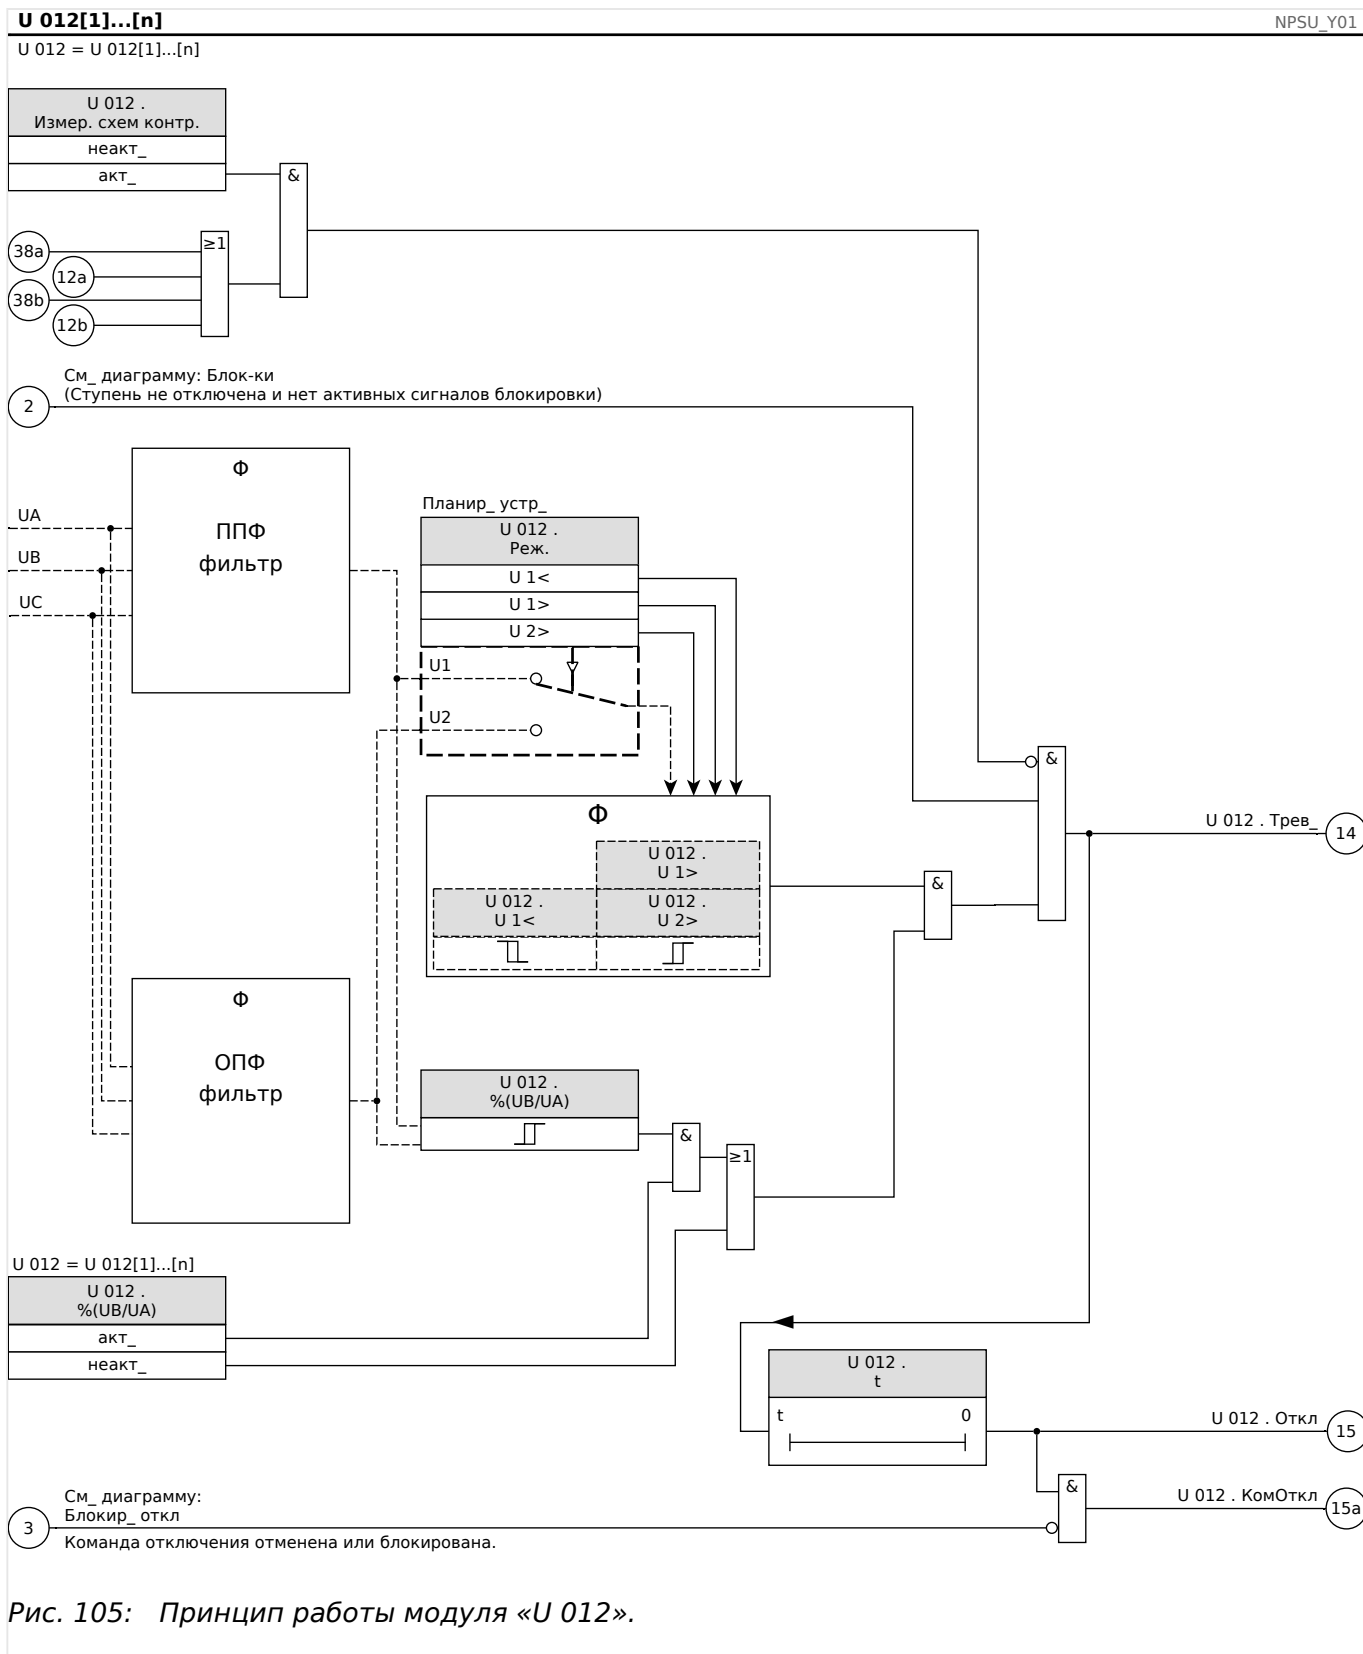 U 012[1]...[n]
NPSU_Y01
U 012 = U 012[1]...[n]
U 012 .
Измер. схем контр.
неакт_
акт_
&
38a
≥1
12a
38b
12b
См_ диаграмму: Блок-ки
(Ступень не отключена и нет активных сигналов блокировки)
2
Ф
ППФ
фильтр
UA
UB
UC
Планир_ устр_
U 012 .
Реж.
U 1<
U 1>
U 2>
U1
U2
&
Ф
U 012 .
U 1>
U 012 .
U 1<
U 012 .
U 2>
&
U 012 . Трев_
14
Ф
ОПФ
фильтр
U 012 .
%(UB/UA)
&
≥1
U 012 = U 012[1]...[n]
U 012 .
%(UB/UA)
акт_
неакт_
U 012 .
t
t
0
U 012 . Откл
15
&
U 012 . КомОткл
15a
См_ диаграмму:
Блокир_ откл
3
Команда отключения отменена или блокирована.
Рис. 105: Принцип работы модуля «U 012».